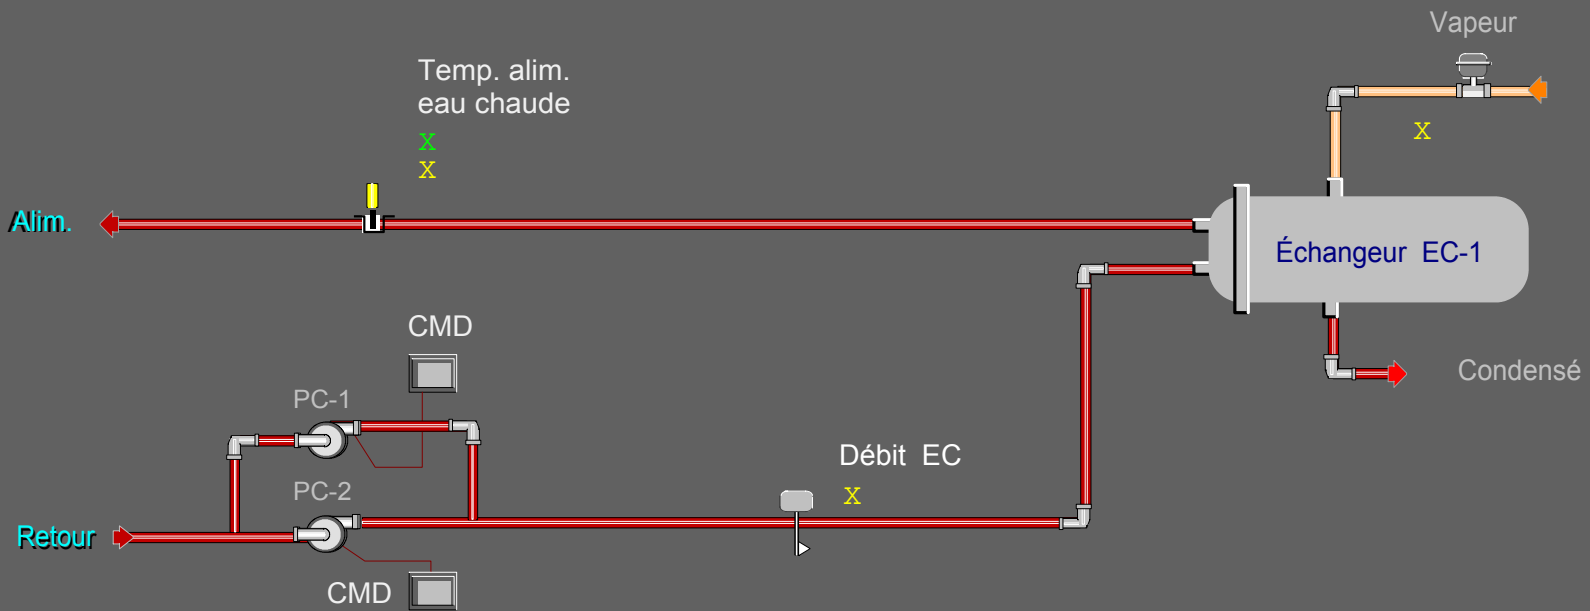 Vapeur
Temp. alim.
eau chaude
X
X
X
Alim.
Échangeur EC-1
CMD
Condensé
PC-1
Débit EC
PC-2
X
Retour
CMD